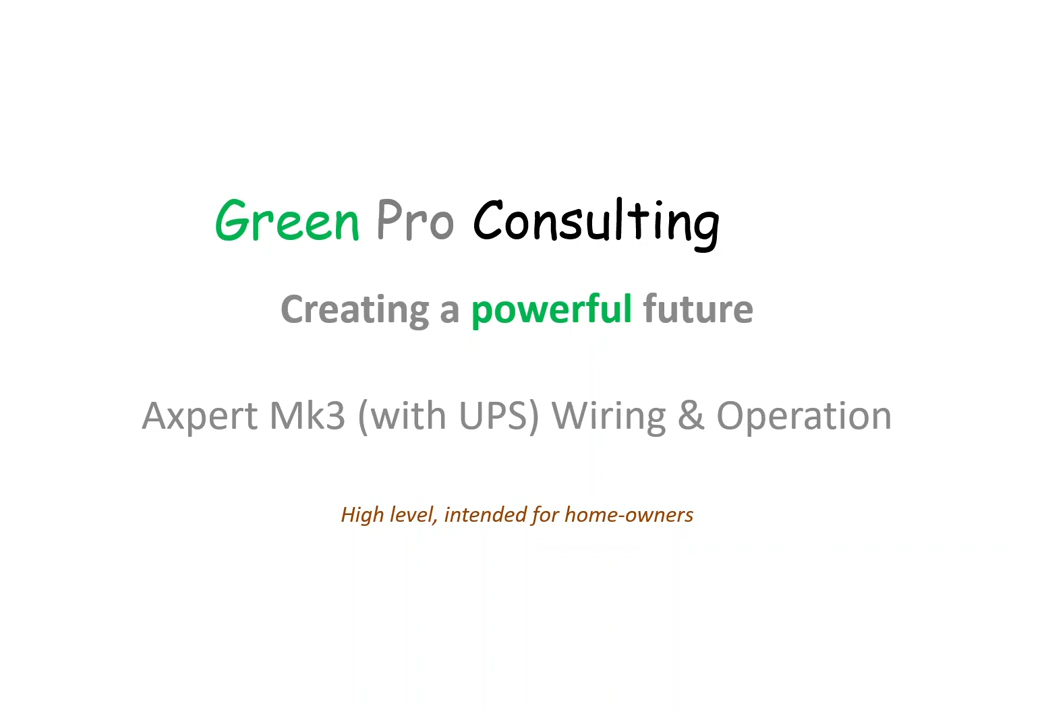 Green Pro Consulting
Creating a powerful future
Axpert Mk3 (with UPS) Wiring & Operation
High level, intended for home-owners